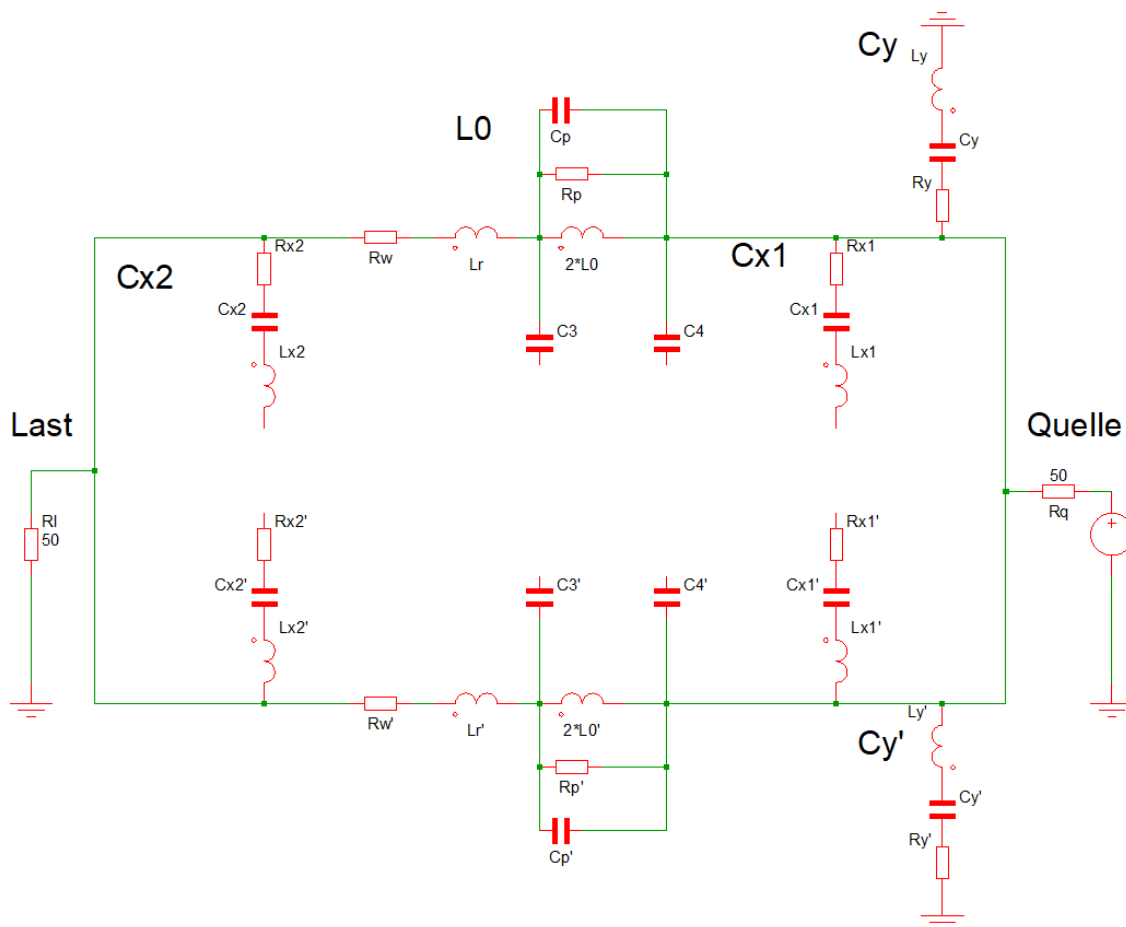 Cy
Ly
Cp
L0
Cy
Rp
Ry
Rx2
Rw
Lr
2*L0
Cx1
Rx1
Cx2
Cx2
C3
C4
Cx1
Lx2
Lx1
Last
Quelle
50
Rq
Rl
50
+
Rx2'
Rx1'
Cx2'
C3'
C4'
Cx1'
Lx2'
Lx1'
Rw'
Lr'
2*L0'
Ly'
Cy'
Rp'
Cy'
Cp'
Ry'